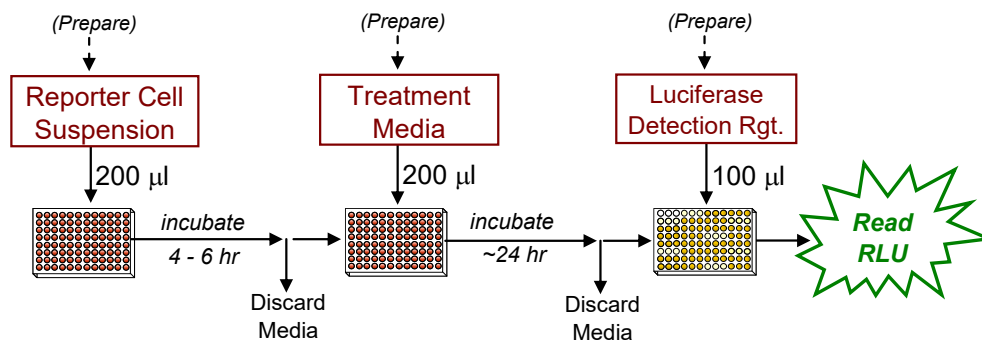 (Prepare)
(Prepare)
(Prepare)
Reporter Cell
Suspension
Treatment
Media
Luciferase
Detection Rgt.
200 µl
200 µl
100 µl
incubate
4 - 6 hr
incubate
~24 hr
Read
RLU
Discard
Media
Discard
Media